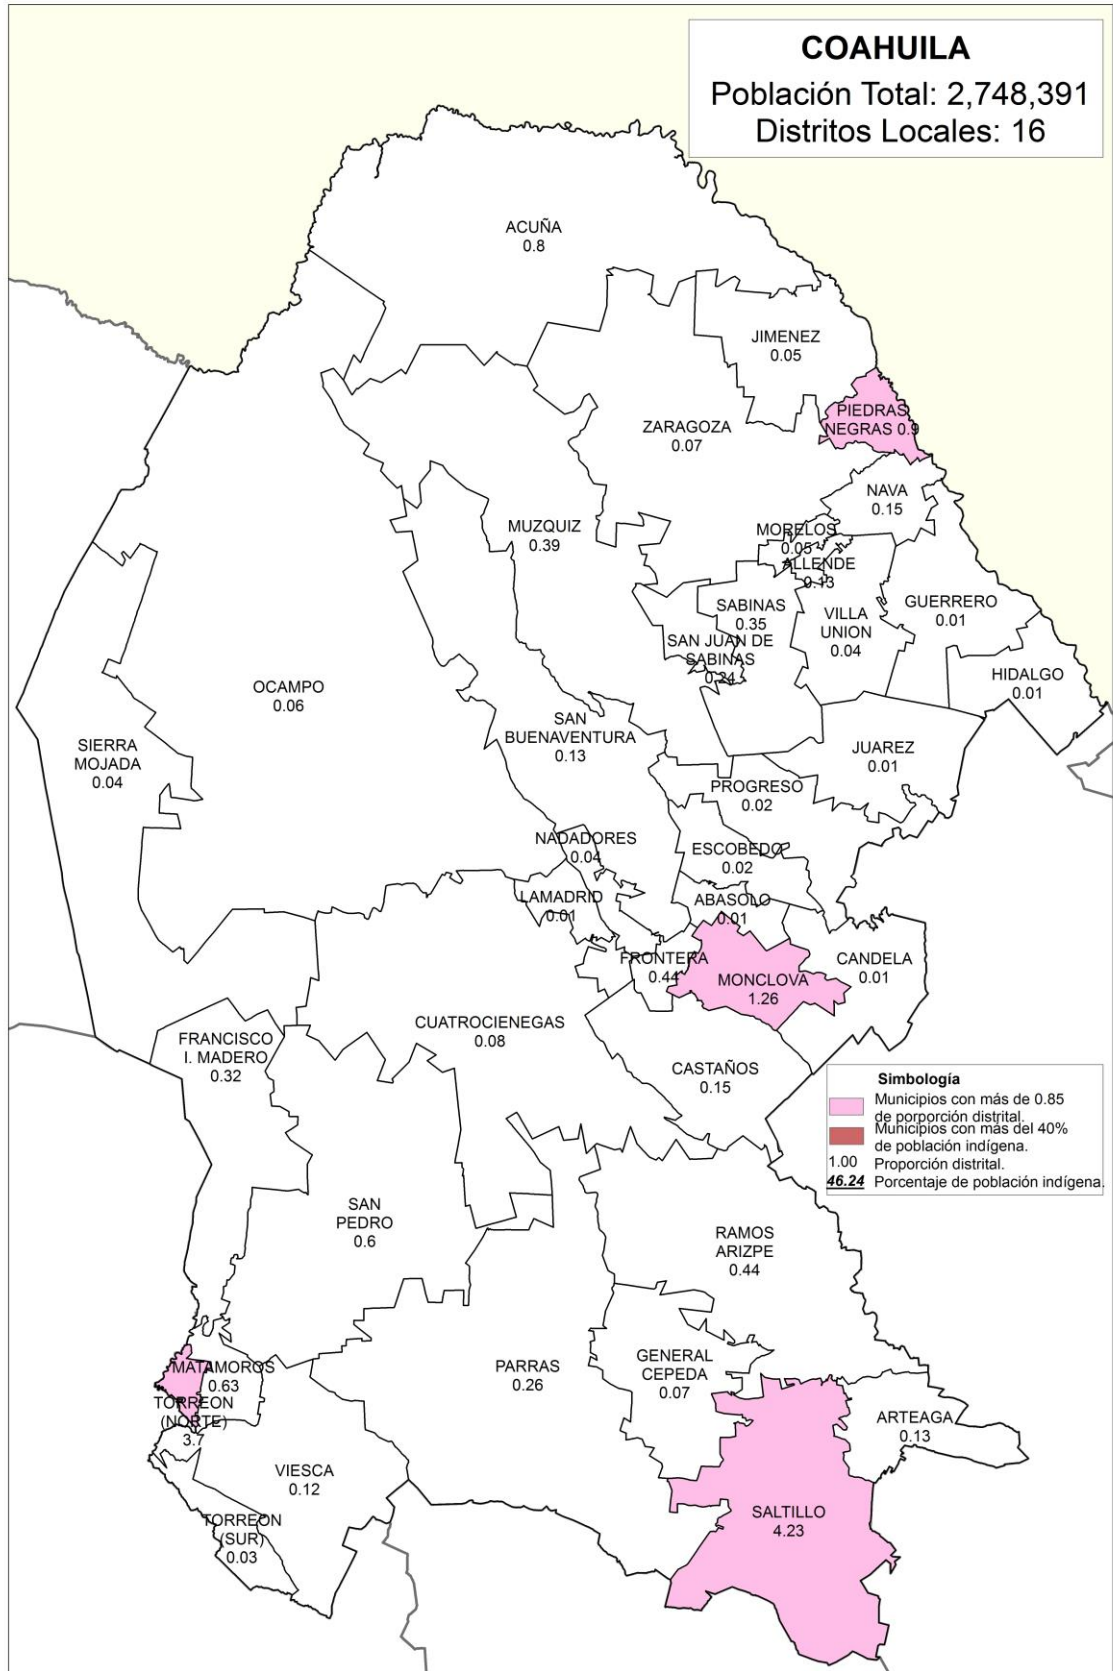 COAHUILA
Población Total: 2,748,391
Distritos Locales: 16
ACUÑA
0.8
JIMENEZ
0.05
PIEDRAS
NEGRAS 0.9
ZARAGOZA
0.07
NAVA
0.15
MUZQUIZ
0.39
MORELOS
0.05
ALLENDE
0.13
SABINAS
0.35
VILLA
UNION
0.04
GUERRERO
0.01
SAN JUAN DE
SABINAS
0.24
HIDALGO
0.01
OCAMPO
0.06
SIERRA
MOJADA
0.04
SAN
BUENAVENTURA
0.13
JUAREZ
0.01
PROGRESO
0.02
NADADORES
0.04
ESCOBEDO
0.02
LAMADRID
0.01
ABASOLO
0.01
FRONTERA
0.44
MONCLOVA
1.26
CANDELA
0.01
CUATROCIENEGAS
0.08
FRANCISCO
I. MADERO
0.32
CASTAÑOS
0.15
Simbología
Municipios con más de 0.85
de porporción distrital.
Municipios con más del 40%
de población indígena.
1.00 Proporción distrital.
46.24 Porcentaje de población indígena.
SAN
PEDRO
0.6
RAMOS
ARIZPE
0.44
MATAMOROS
0.63
TORREON
(NORTE)
3.7
PARRAS
0.26
GENERAL
CEPEDA
0.07
ARTEAGA
0.13
VIESCA
0.12
SALTILLO
4.23
TORREON
(SUR)
0.03